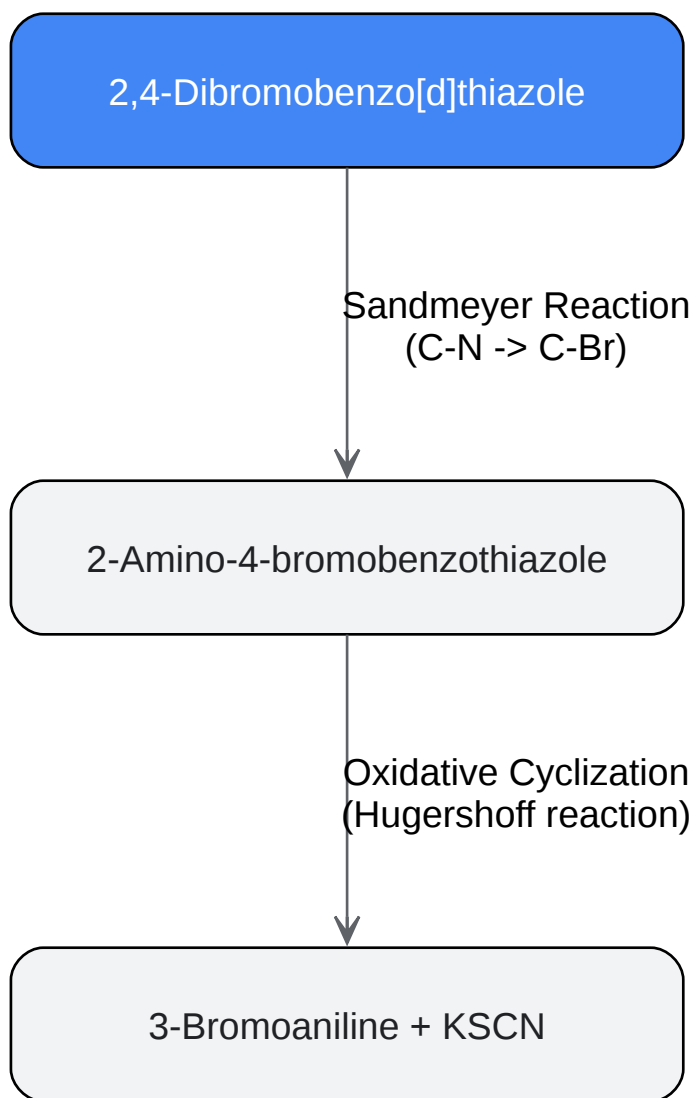 2,4-Dibromobenzo[d]thiazole
Sandmeyer Reaction
(C-N -> C-Br)
2-Amino-4-bromobenzothiazole
Oxidative Cyclization
(Hugershoff reaction)
3-Bromoaniline + KSCN